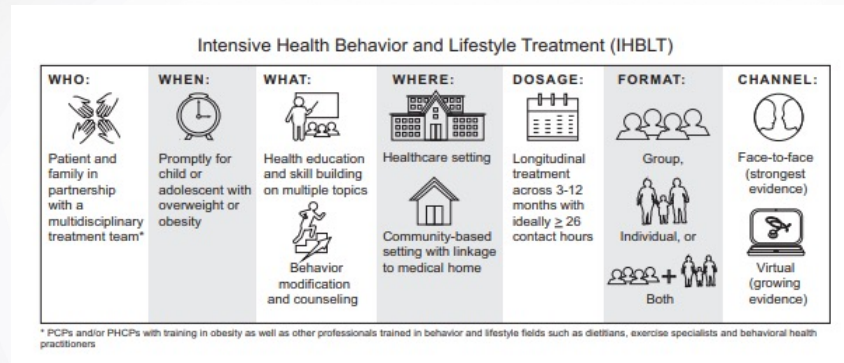 Intensive Health Behavior and Lifestyle Treatment (IHBLT)
WHO:
Patient and
family in
partnership
with a
multidisciplinary
treatment team*
WHEN:
Promptly for
child or
adolescent with
overweight or
obesity
WHAT:
Health education
and skill building
on multiple topics
Behavior
modification
and counseling
WHERE:
Healthcare setting
Community-based
setting with linkage
to medical home
DOSAGE:
Longitudinal
treatment
across 3-12
months with
ideally ≥ 26
contact hours
FORMAT:
Group,
Individual, or
Both
CHANNEL:
Face-to-face
(strongest
evidence)
Virtual
(growing
evidence)
* PCPs and/or PHCPs with training in obesity as well as other professionals trained in behavior and lifestyle fields such as dietitians, exercise specialists and behavioral health
practitioners